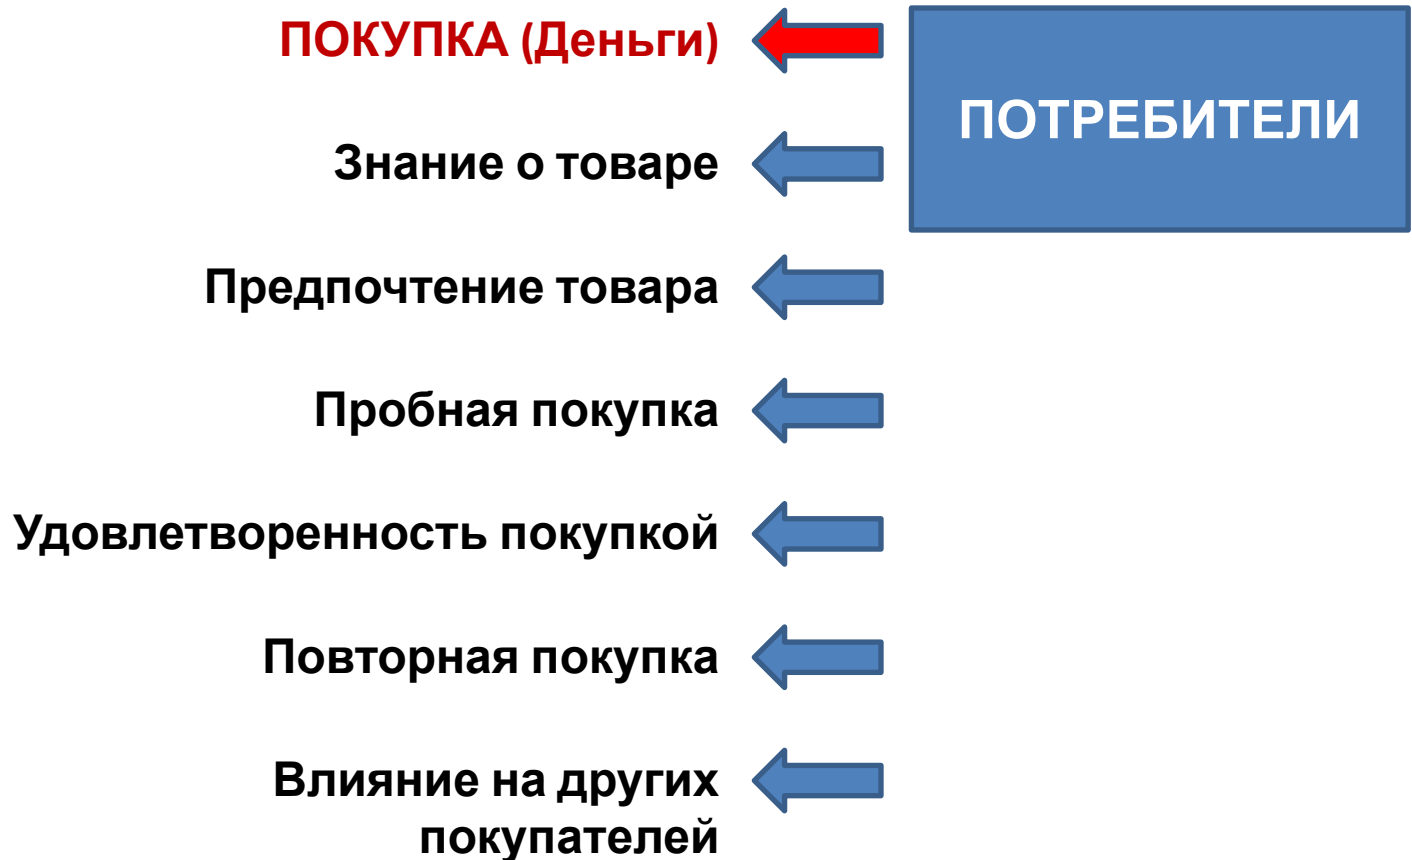 ПОКУПКА (Деньги)
ПОТРЕБИТЕЛИ
Знание о товаре
Предпочтение товара
Пробная покупка
Удовлетворенность покупкой
Повторная покупка
Влияние на других
покупателей